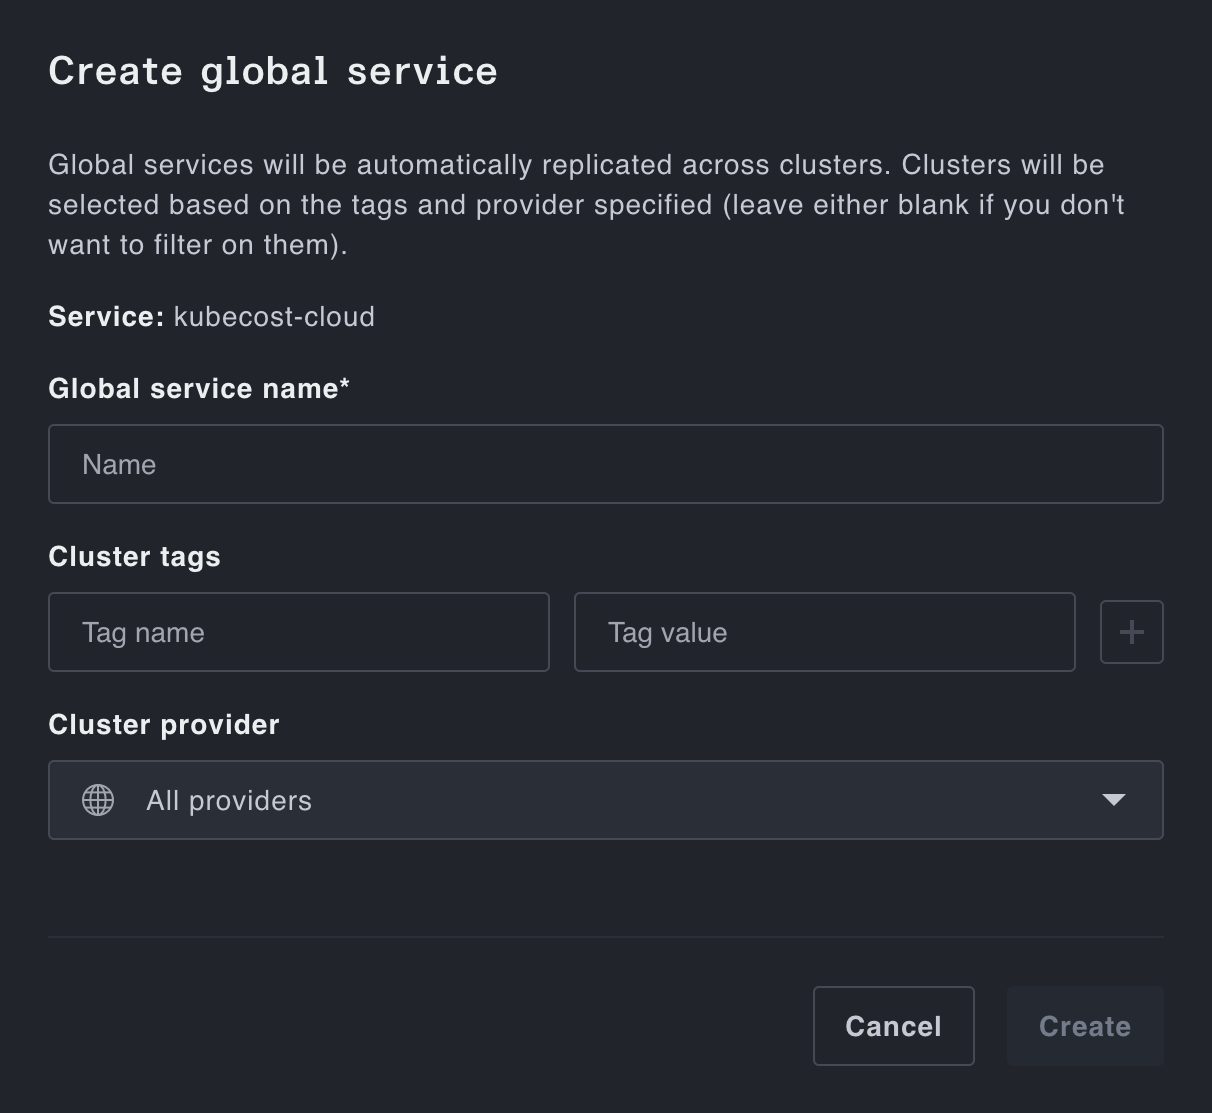 Create global service
Global services will be automatically replicated across clusters. Clusters will be
selected based on the tags and provider specified (leave either blank if you don't
want to filter on them).
Service: kubecost-cloud
Global service name*
Name
Cluster tags
Tag name Tag value
Cluster provider
All providers
Cancel Create